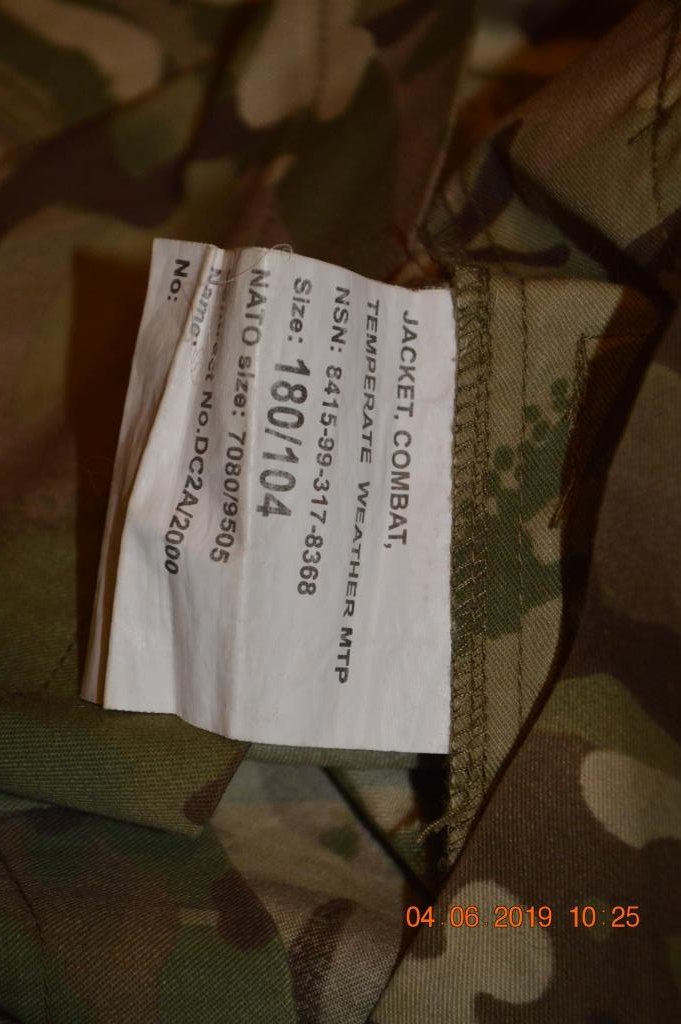 JACKET, COMBAT,
TEMPERATE WEATHER MTP
NSN: 8415-99-317-8368
Size: 180/104
NATO size: 7080/9505
No.DC2A/2000
Name:
No:
04.06.2019 10:25